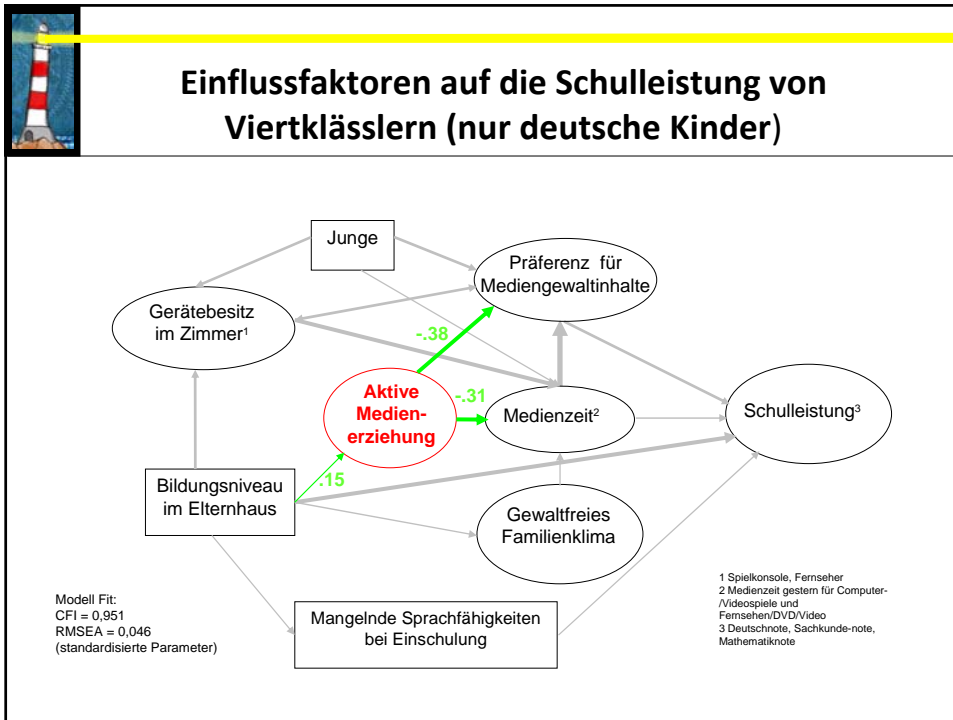 Einflussfaktoren auf die Schulleistung von
Viertklässlern (nur deutsche Kinder)
Junge
Präferenz für
Mediengewaltinhalte
Gerätebesitz
im Zimmer¹
-.38
Aktive
Medien-
erziehung
-.31
Medienzeit²
Schulleistung³
.15
Bildungsniveau
im Elternhaus
Gewaltfreies
Familienklima
Mangelnde Sprachfähigkeiten
bei Einschulung
Modell Fit:
CFI = 0,951
RMSEA = 0,046
(standardisierte Parameter)
1 Spielkonsole, Fernseher
2 Medienzeit gestern für Computer-
/Videospiele und
Fernsehen/DVD/Video
3 Deutschnote, Sachkunde-note,
Mathematiknote